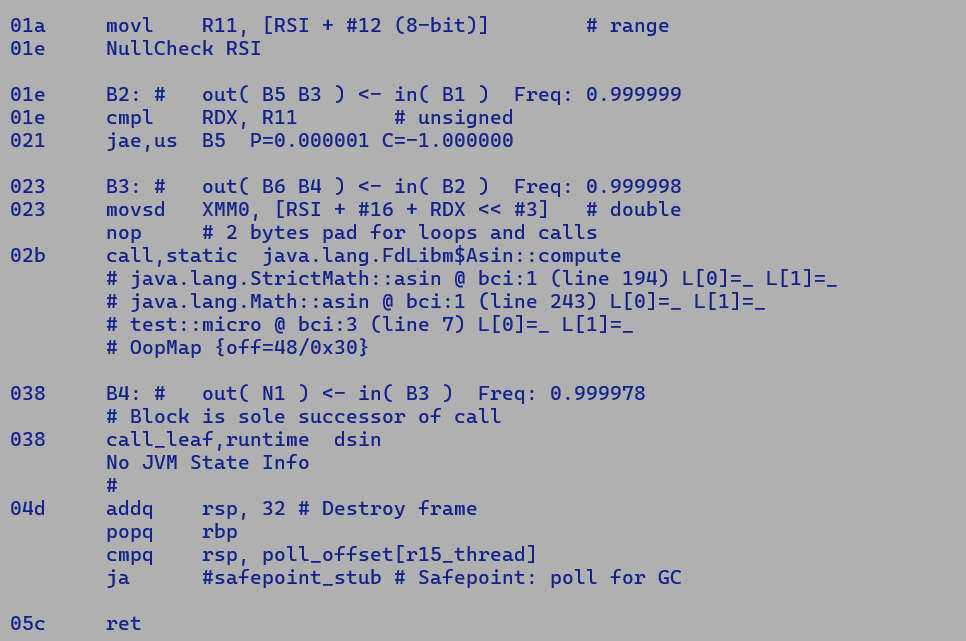 01a     movl    R11, [RSI + #12 (8-bit)]        # range
01e     NullCheck RSI

01e     B2: #   out( B5 B3 ) <- in( B1 )  Freq: 0.999999
01e     cmpl    RDX, R11        # unsigned
021     jae,us  B5  P=0.000001 C=-1.000000

023     B3: #   out( B6 B4 ) <- in( B2 )  Freq: 0.999998
023     movsd   XMM0, [RSI + #16 + RDX << #3]   # double
        nop     # 2 bytes pad for loops and calls
02b     call,static  java.lang.FdLibm$Asin::compute
        # java.lang.StrictMath::asin @ bci:1 (line 194) L[0]=_ L[1]=_
        # java.lang.Math::asin @ bci:1 (line 243) L[0]=_ L[1]=_
        # test::micro @ bci:3 (line 7) L[0]=_ L[1]=_
        # OopMap {off=48/0x30}

038     B4: #   out( N1 ) <- in( B3 )  Freq: 0.999978
        # Block is sole successor of call
038     call_leaf,runtime  dsin
        No JVM State Info
        #
04d     addq    rsp, 32 # Destroy frame
        popq    rbp
        cmpq    rsp, poll_offset[r15_thread]
        ja      #safepoint_stub # Safepoint: poll for GC

05c     ret